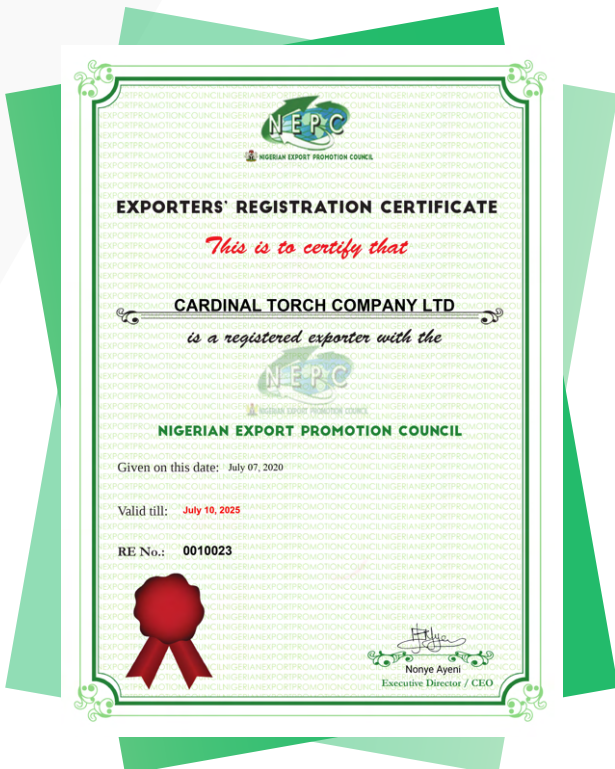 NEPC
NIGERIAN EXPORT PROMOTION COUNCIL
EXPORTERS' REGISTRATION CERTIFICATE
This is to certify that
CARDINAL TORCH COMPANY LTD
is a registered exporter with the
NEPC
NIGERIAN EXPORT PROMOTION COUNCIL
NIGERIAN EXPORT PROMOTION COUNCIL
Given on this date: July 07, 2020
Valid till: July 10, 2025
RE No.: 0010023
Nonye Ayeni
Executive Director / CEO